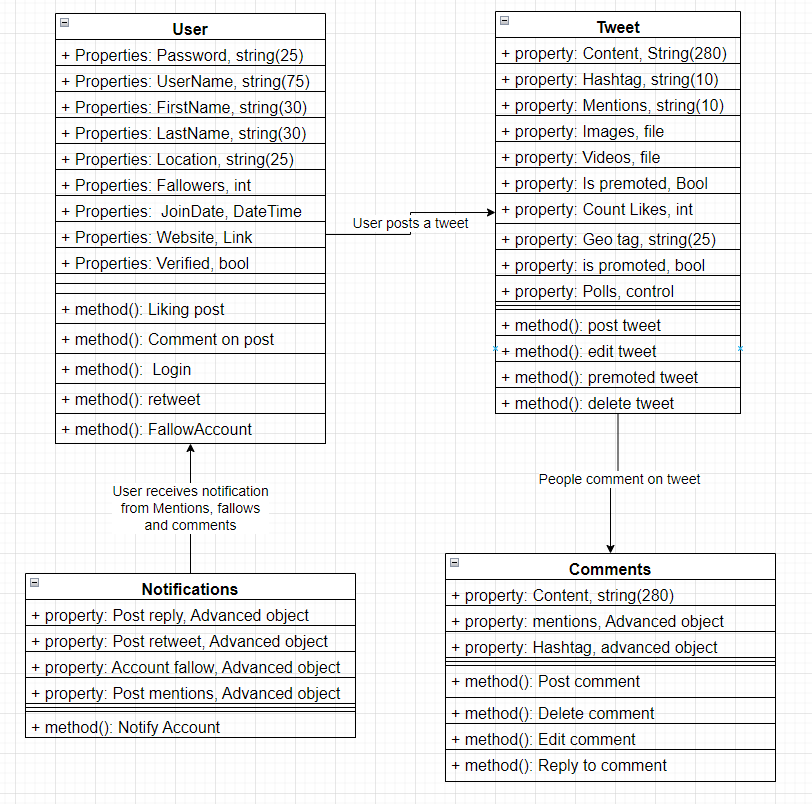 User
+ Properties: Password, string(25)
+ Properties: UserName, string(75)
+ Properties: FirstName, string(30)
+ Properties: LastName, string(30)
+ Properties: Location, string(25)
+ Properties: Fallowers, int
+ Properties:  JoinDate, DateTime
+ Properties: Website, Link
+ Properties: Verified, bool
+ method(): Liking post
+ method(): Comment on post
+ method():  Login
+ method(): retweet
+ method(): FallowAccount
User posts a tweet
Tweet
+ property: Content, String(280)
+ property: Hashtag, string(10)
+ property: Mentions, string(10)
+ property: Images, file
+ property: Videos, file
+ property: Is premoted, Bool
+ property: Count Likes, int
+ property: Geo tag, string(25)
+ property: is promoted, bool
+ property: Polls, control
+ method(): post tweet
+ method(): edit tweet
+ method(): premoted tweet
+ method(): delete tweet
User receives notification
from Mentions, fallows
and comments
People comment on tweet
Notifications
+ property: Post reply, Advanced object
+ property: Post retweet, Advanced object
+ property: Account fallow, Advanced object
+ property: Post mentions, Advanced object
+ method(): Notify Account
Comments
+ property: Content, string(280)
+ property: mentions, Advanced object
+ property: Hashtag, advanced object
+ method(): Post comment
+ method(): Delete comment
+ method(): Edit comment
+ method(): Reply to comment